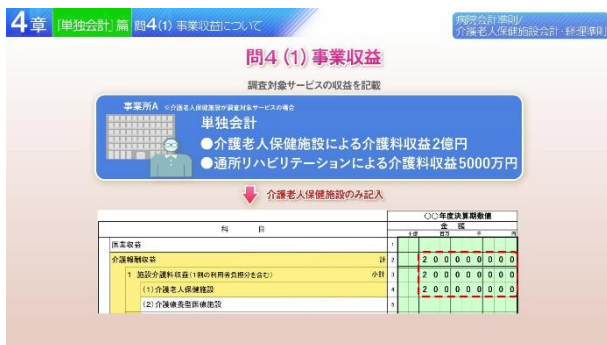 4章 「単独会計」篇 問4(1) 事業収益について
病院会計準則/
介護老人保健施設会計・経理準則
問4 (1) 事業収益
調査対象サービスの収益を記載
事業所A ※介護老人保健施設が調査対象サービスの場合
単独会計
●介護老人保健施設による介護料収益2億円
●通所リハビリテーションによる介護料収益5000万円
介護老人保健施設のみ記入
〇〇年度決算期数値
科 目
金 額
十億 百万 千 円
医業収益 1
介護報酬収益 計 2 2 0 0 0 0 0 0 0 0
1 施設介護料収益(1割の利用者負担分を含む) 小計 3 2 0 0 0 0 0 0 0 0
(1)介護老人保健施設 4 2 0 0 0 0 0 0 0 0
(2)介護療養型医療施設 5